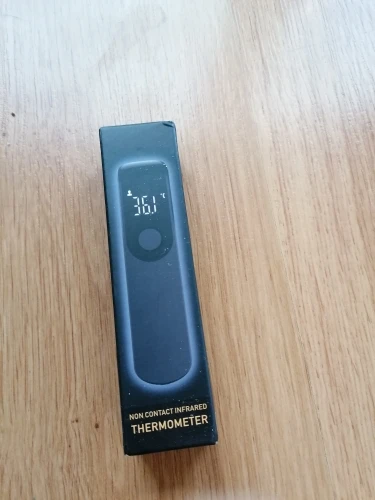 36.1 °C
NON CONTACT INFRARED
THERMOMETER